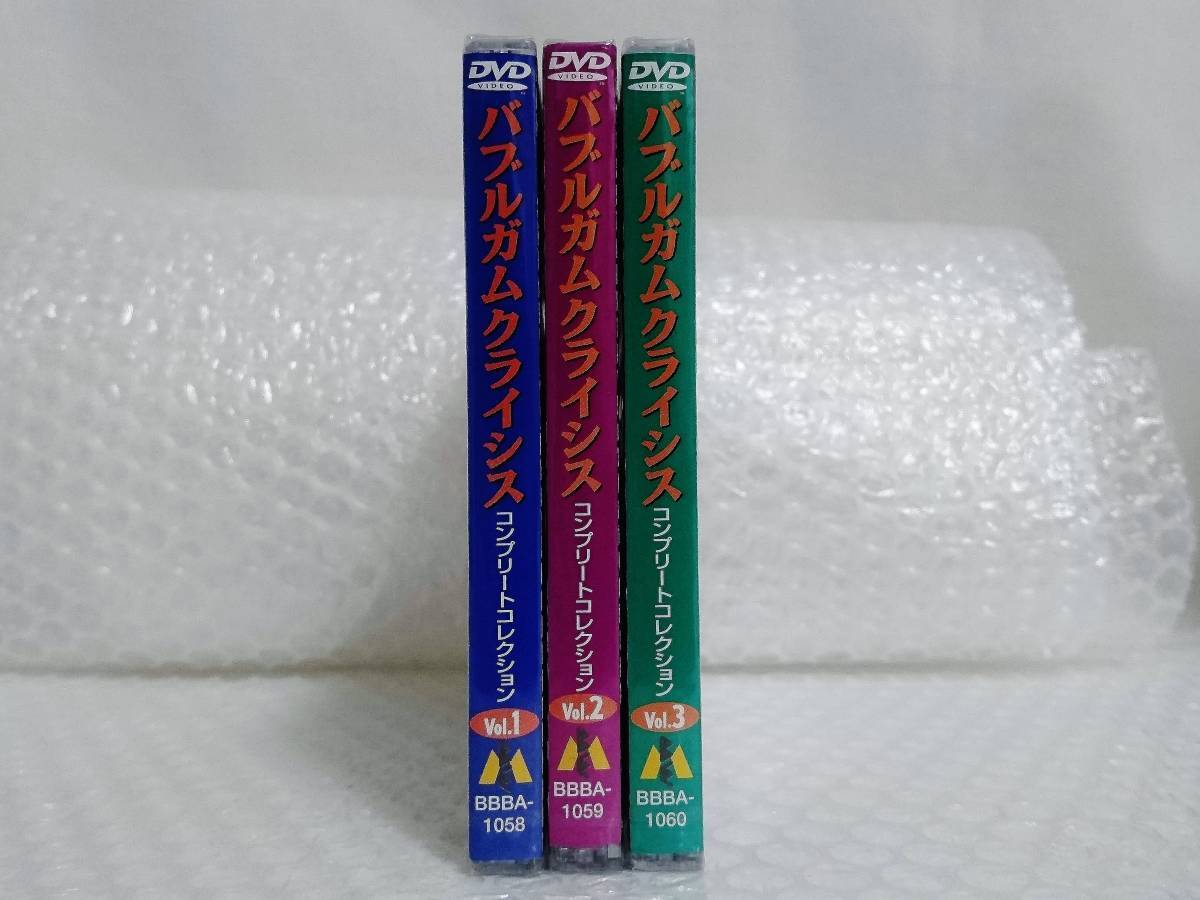 DVD
VIDEO
バブルガムクライシス
コンプリートコレクション
Vol.1
BBBA-
1058
DVD
VIDEO
バブルガムクライシス
コンプリートコレクション
Vol.2
BBBA-
1059
DVD
VIDEO
バブルガムクライシス
コンプリートコレクション
Vol.3
BBBA-
1060